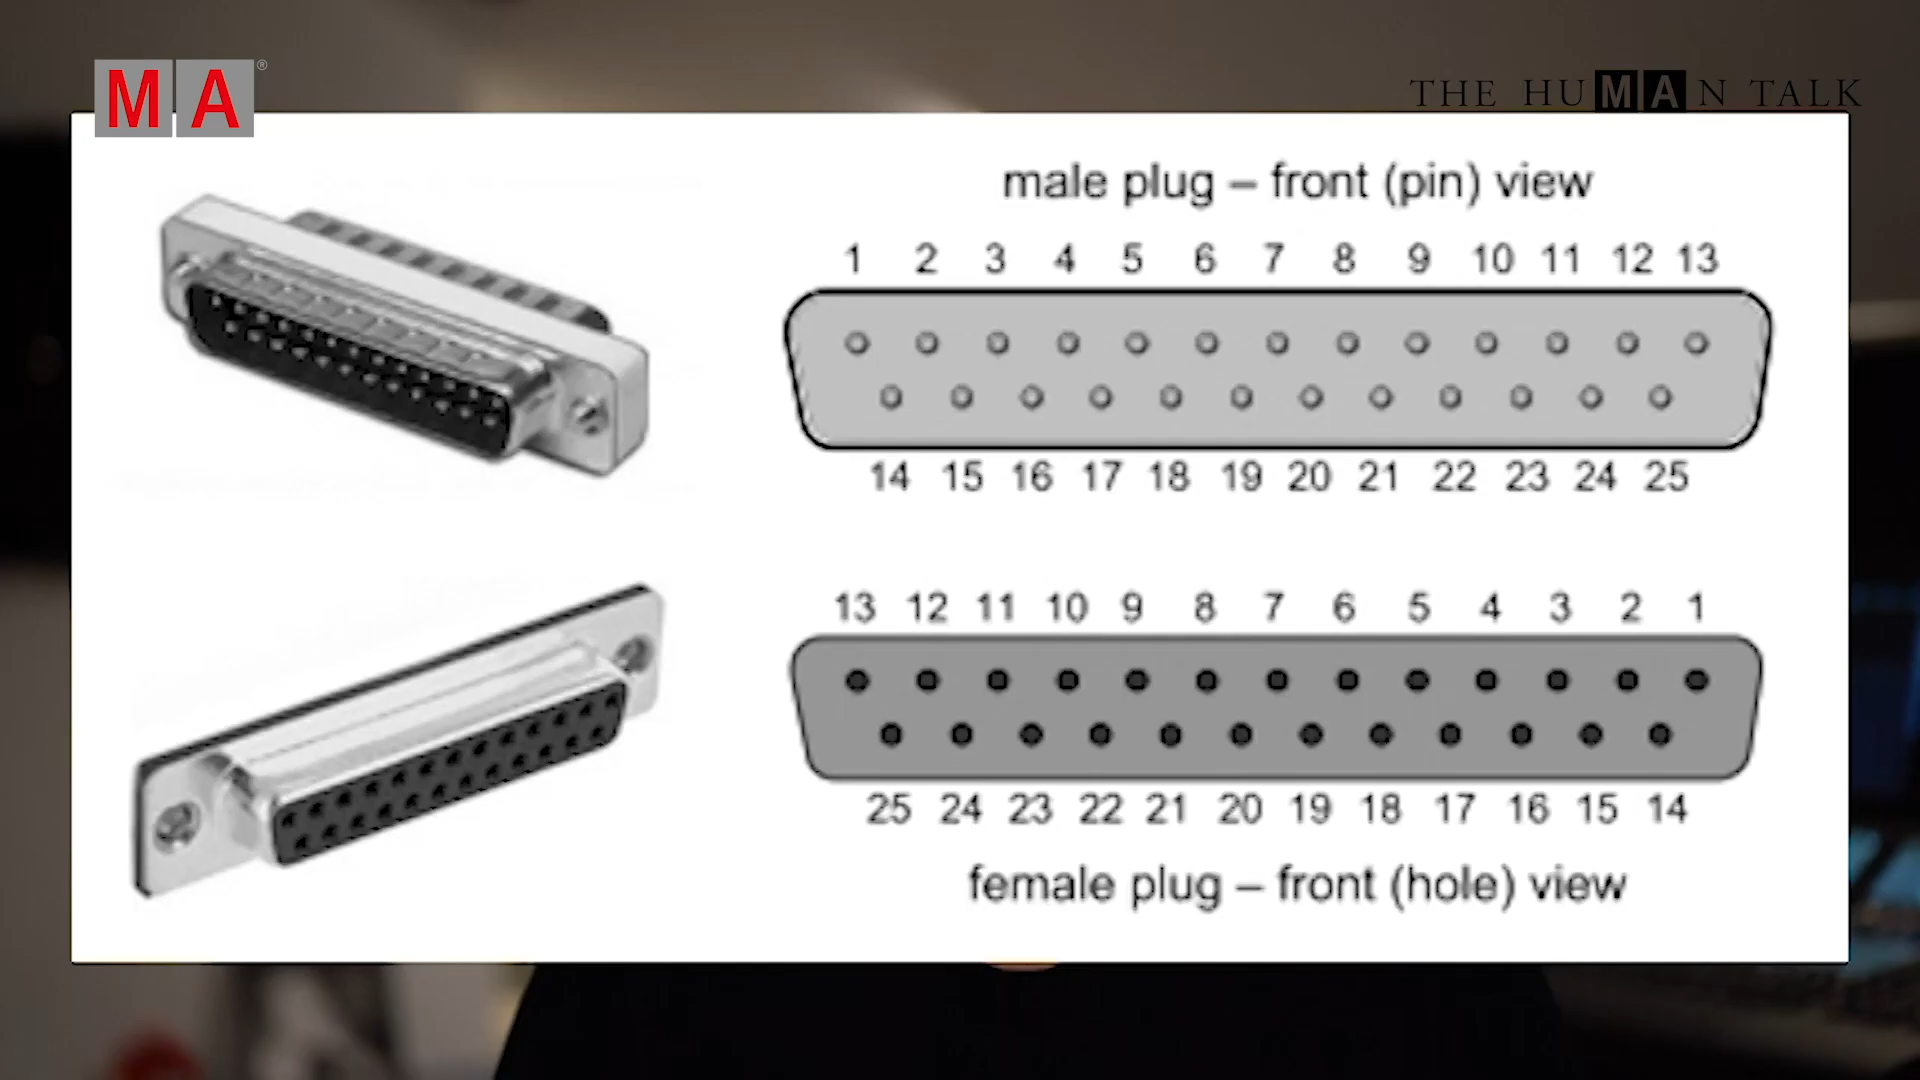 MA®
THE HUMAN TALK
male plug – front (pin) view
1 2 3 4 5 6 7 8 9 10 11 12 13
14 15 16 17 18 19 20 21 22 23 24 25
13 12 11 10 9 8 7 6 5 4 3 2 1
25 24 23 22 21 20 19 18 17 16 15 14
female plug – front (hole) view